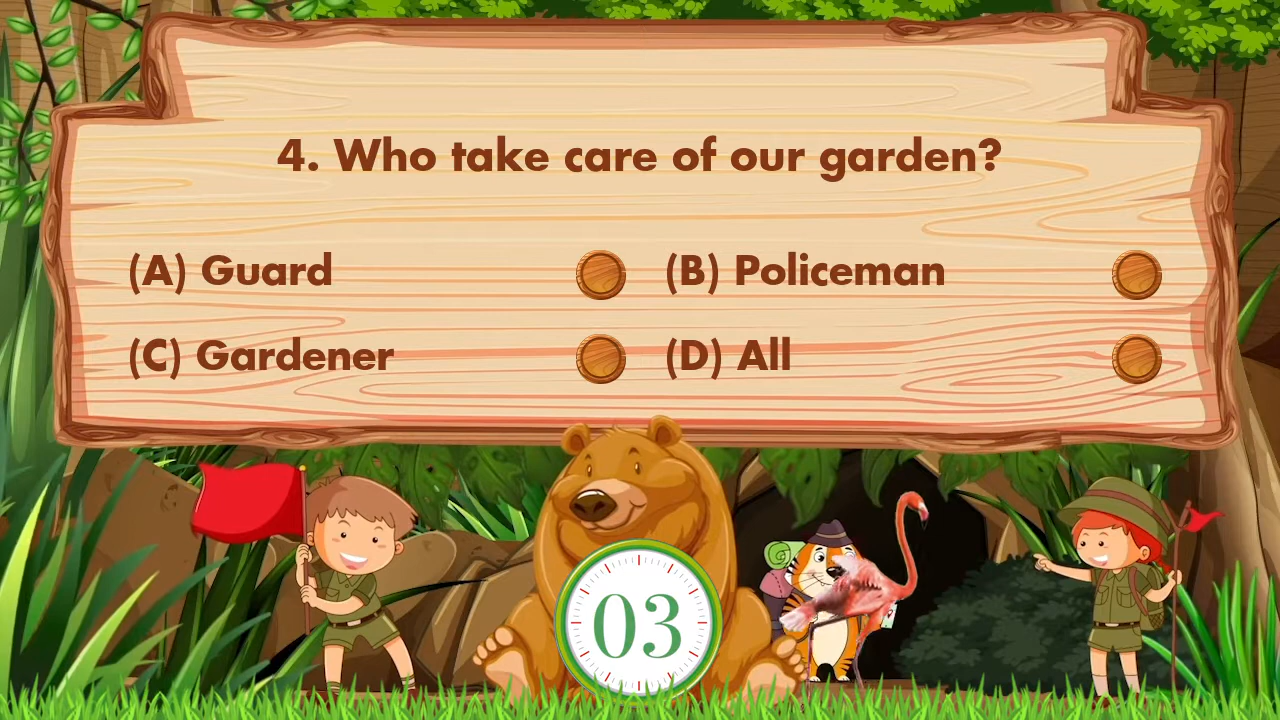 4. Who take care of our garden?
(A) Guard (B) Policeman
(C) Gardener (D) All
03